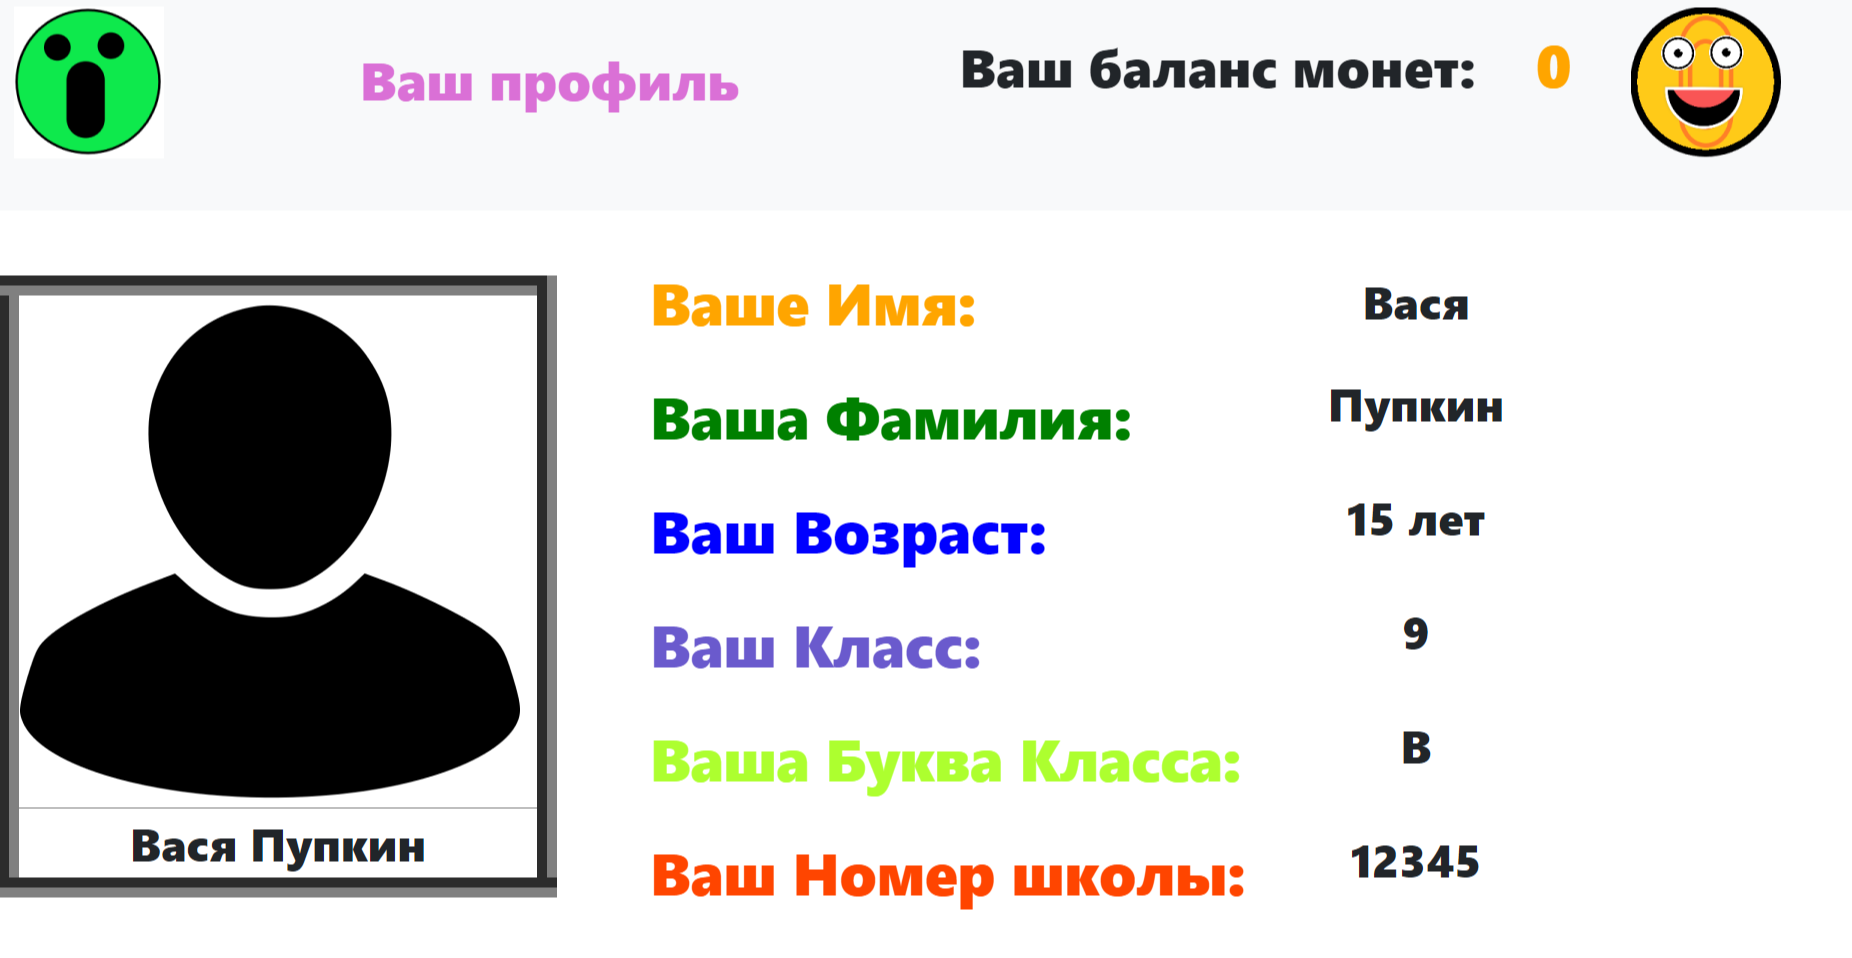 Ваш профиль
Ваш баланс монет: 0
Ваше Имя: Вася
Ваша Фамилия: Пупкин
Ваш Возраст: 15 лет
Ваш Класс: 9
Ваша Буква Класса: В
Ваш Номер школы: 12345
Вася Пупкин